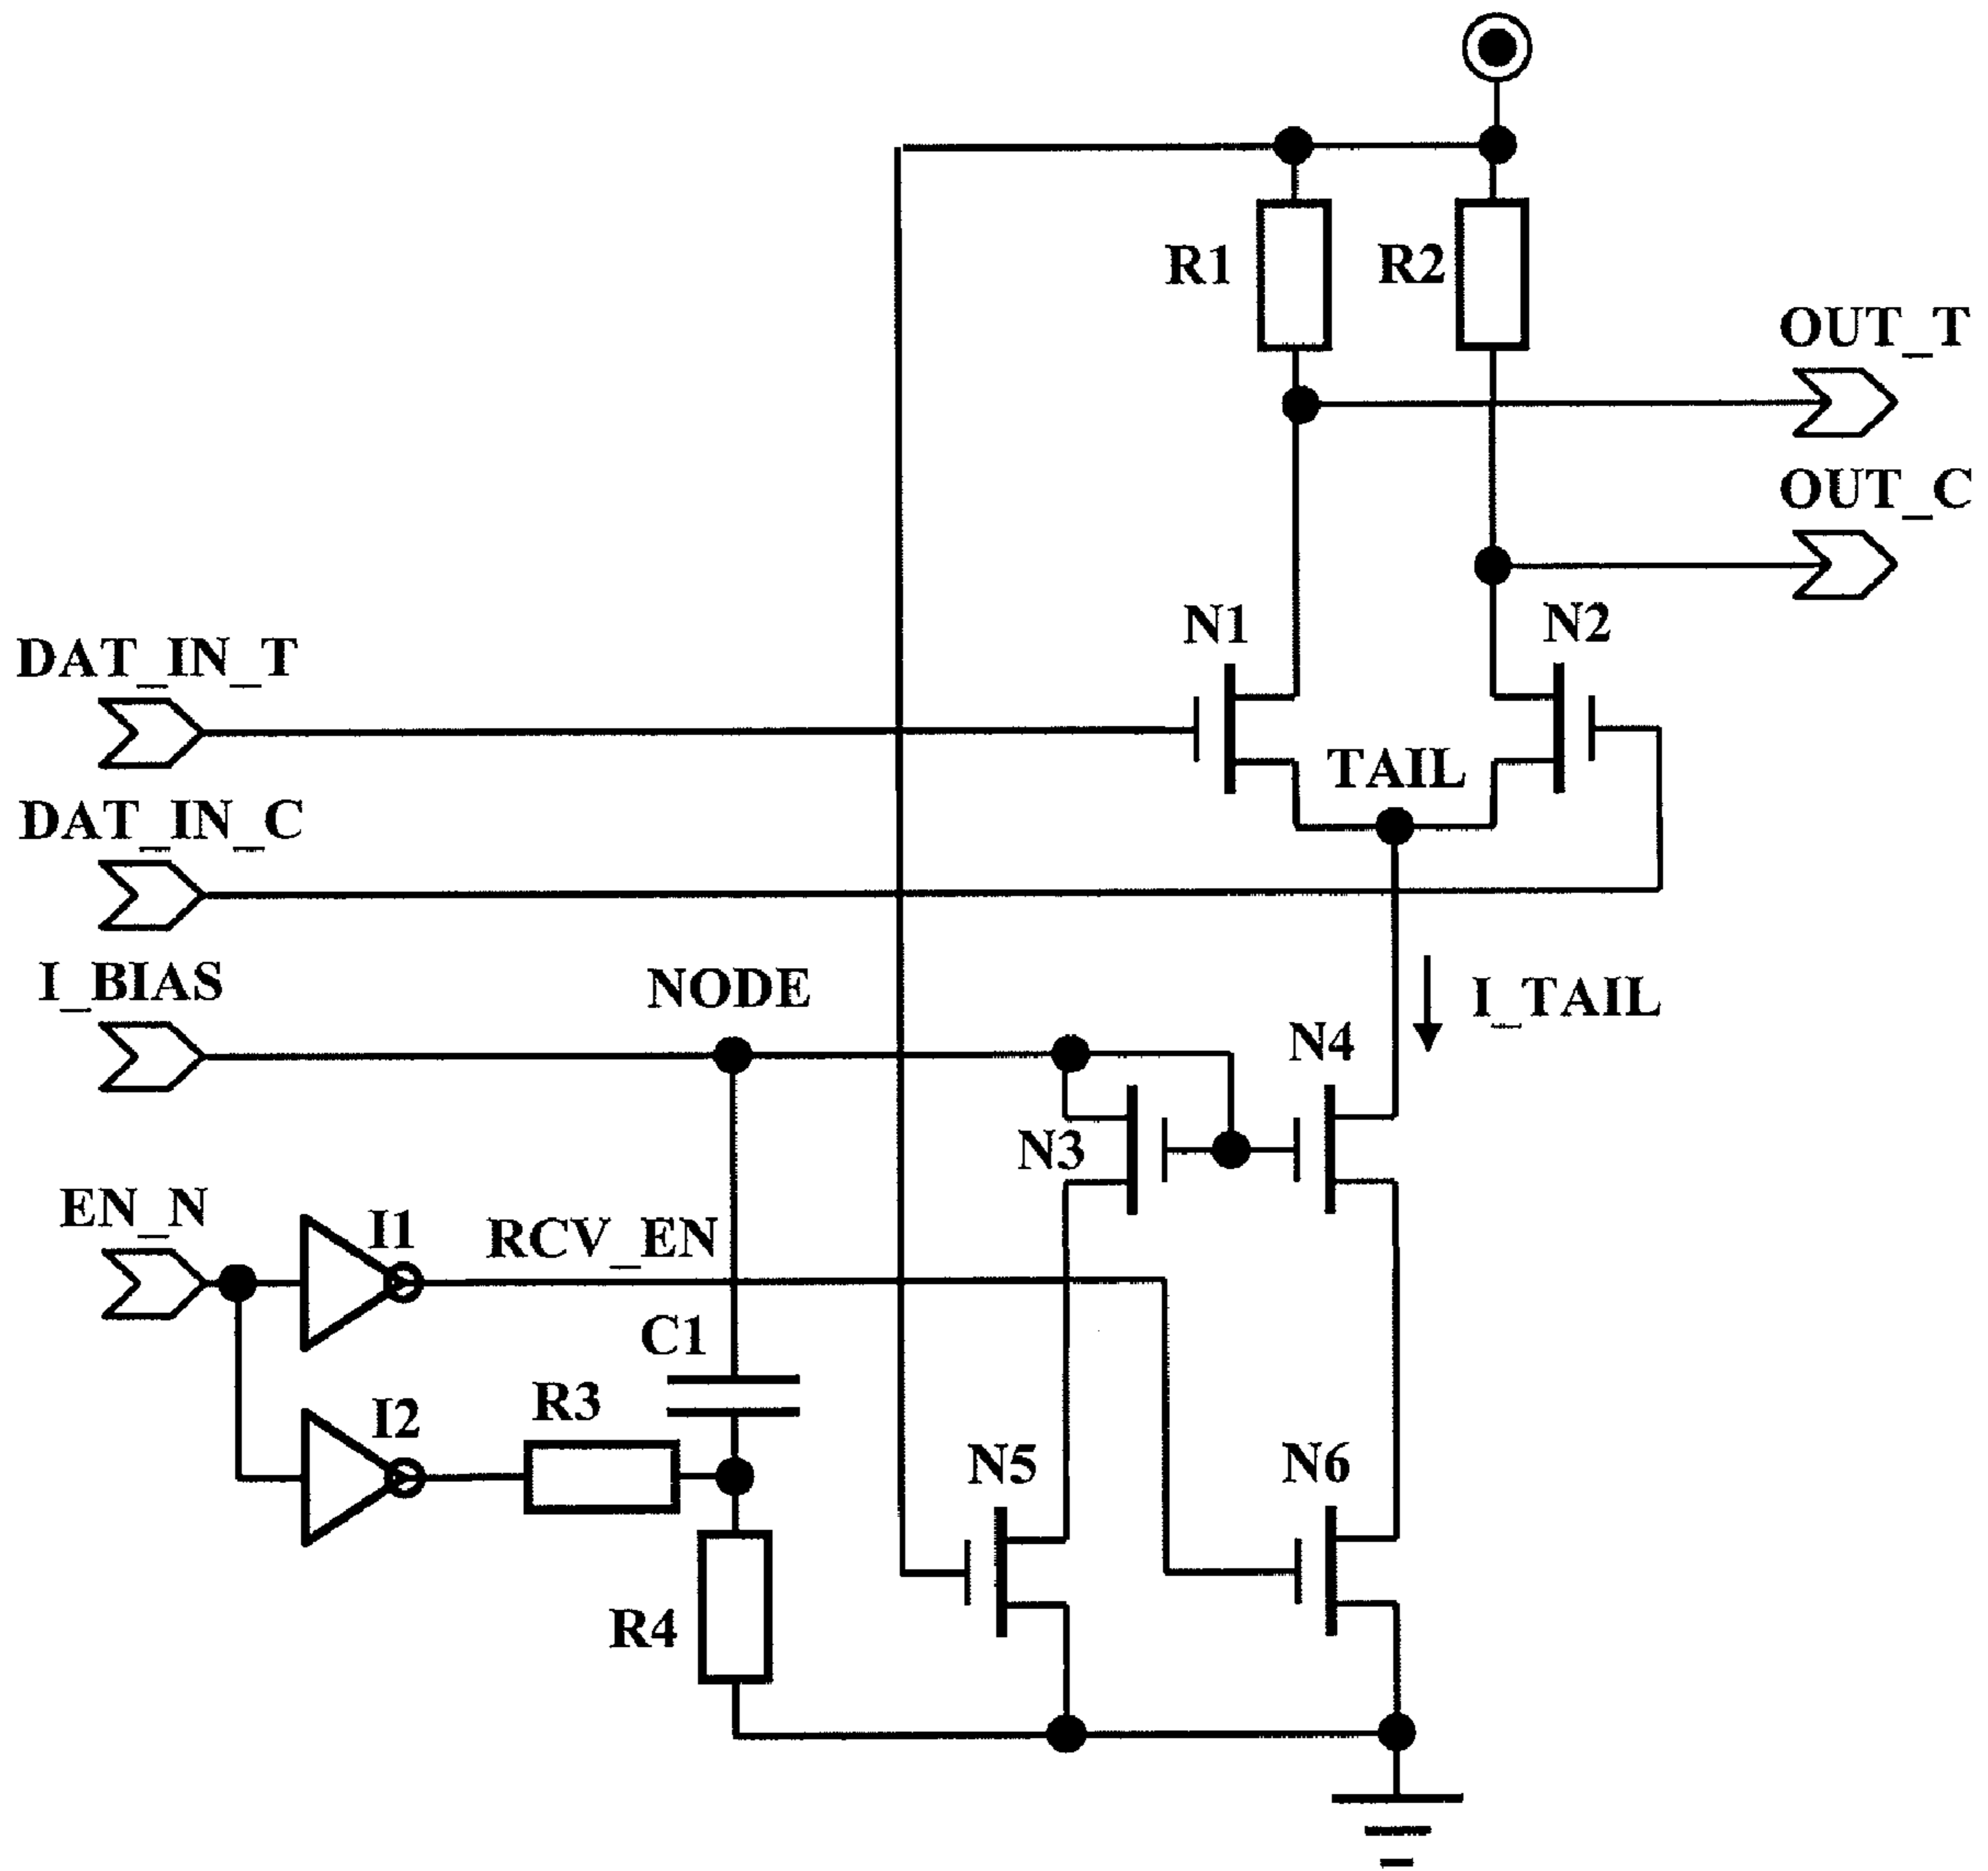 R1
R2
OUT_T
OUT_C
N1
N2
DAT_IN_T
TAIL
DAT_IN_C
I_BIAS
NODE
I_TAIL
N4
N3
EN_N
I1
RCV_EN
C1
R3
I2
N5
N6
R4